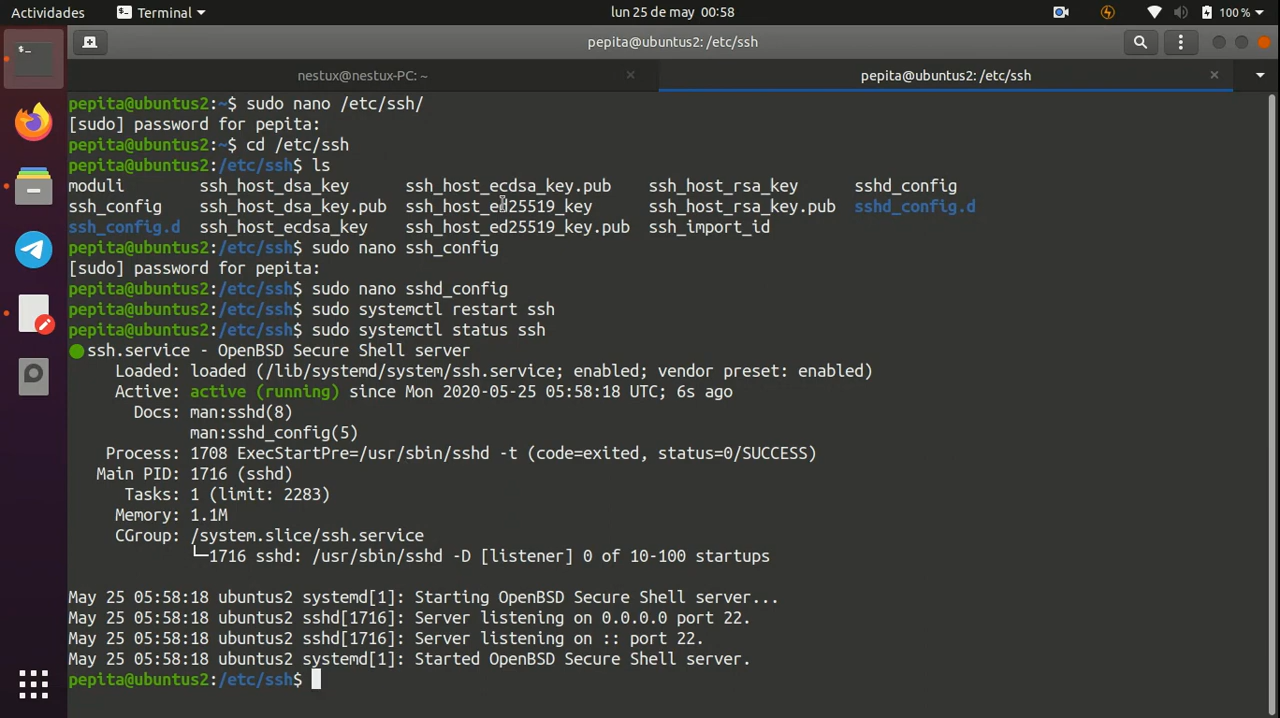 Actividades Terminal lun 25 de may 00:58 100 %
pepita@ubuntus2: /etc/ssh
nestux@nestux-PC: ~ pepita@ubuntus2: /etc/ssh
pepita@ubuntus2:~$ sudo nano /etc/ssh/
[sudo] password for pepita:
pepita@ubuntus2:~$ cd /etc/ssh
pepita@ubuntus2:/etc/ssh$ ls
moduli ssh_host_dsa_key ssh_host_ecdsa_key.pub ssh_host_rsa_key sshd_config
ssh_config ssh_host_dsa_key.pub ssh_host_ed25519_key ssh_host_rsa_key.pub sshd_config.d
ssh_config.d ssh_host_ecdsa_key ssh_host_ed25519_key.pub ssh_import_id
pepita@ubuntus2:/etc/ssh$ sudo nano ssh_config
[sudo] password for pepita:
pepita@ubuntus2:/etc/ssh$ sudo nano sshd_config
pepita@ubuntus2:/etc/ssh$ sudo systemctl restart ssh
pepita@ubuntus2:/etc/ssh$ sudo systemctl status ssh
ssh.service - OpenBSD Secure Shell server
Loaded: loaded (/lib/systemd/system/ssh.service; enabled; vendor preset: enabled)
Active: active (running) since Mon 2020-05-25 05:58:18 UTC; 6s ago
Docs: man:sshd(8)
man:sshd_config(5)
Process: 1708 ExecStartPre=/usr/sbin/sshd -t (code=exited, status=0/SUCCESS)
Main PID: 1716 (sshd)
Tasks: 1 (limit: 2283)
Memory: 1.1M
CGroup: /system.slice/ssh.service
└─1716 sshd: /usr/sbin/sshd -D [listener] 0 of 10-100 startups
May 25 05:58:18 ubuntus2 systemd[1]: Starting OpenBSD Secure Shell server...
May 25 05:58:18 ubuntus2 sshd[1716]: Server listening on 0.0.0.0 port 22.
May 25 05:58:18 ubuntus2 sshd[1716]: Server listening on :: port 22.
May 25 05:58:18 ubuntus2 systemd[1]: Started OpenBSD Secure Shell server.
pepita@ubuntus2:/etc/ssh$